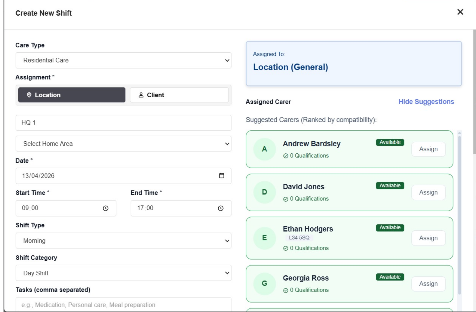 Create New Shift
Care Type
Residential Care
Assignment *
Location
Client
HQ 1
Select Home Area
Date *
13/04/2026
Start Time *
End Time *
09:00
17:00
Shift Type
Morning
Shift Category
Day Shift
Tasks (comma separated)
e.g., Medication, Personal care, Meal preparation
Assigned To:
Location (General)
Assigned Carer
Hide Suggestions
Suggested Carers (Ranked by compatibility):
A
Andrew Bardsley
Available
0 Qualifications
Assign
D
David Jones
Available
0 Qualifications
Assign
E
Ethan Hodgers
Available
0 Qualifications
Assign
G
Georgia Ross
Available
0 Qualifications
Assign